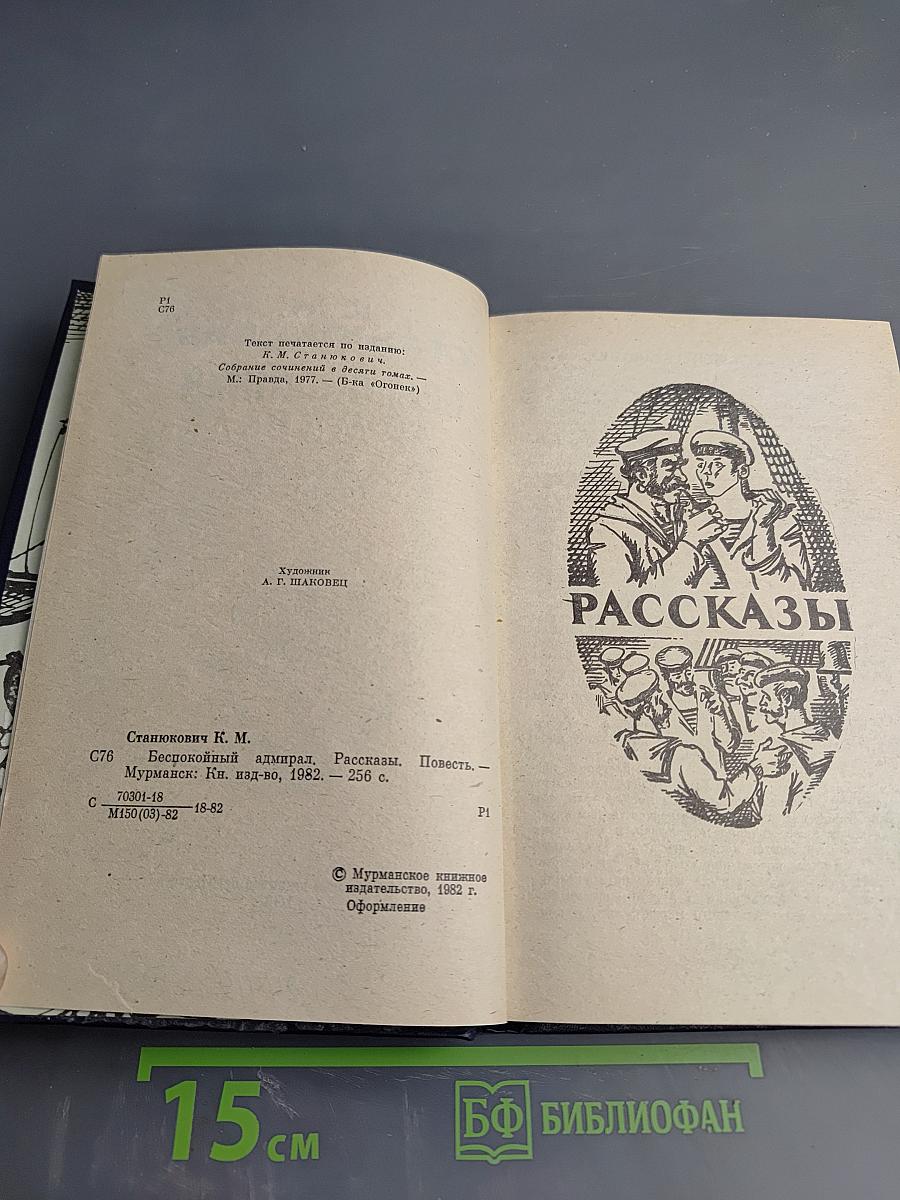 Р1
С76
Текст печатается по изданию:
К. М. Станюкович.
Собрание сочинений в десяти томах. —
М.: Правда, 1977. — (Б-ка «Огонек»)
Художник
А. Г. ШАКОВЕЦ
Станюкович К. М.
С76 Беспокойный адмирал. Рассказы. Повесть. —
Мурманск: Кн. изд-во, 1982. — 256 с.
С 70301-18
М150(03)-82 18-82
Р1
© Мурманское книжное
издательство, 1982 г.
Оформление
РАССКАЗЫ
15 см
БФ БИБЛИОФАН